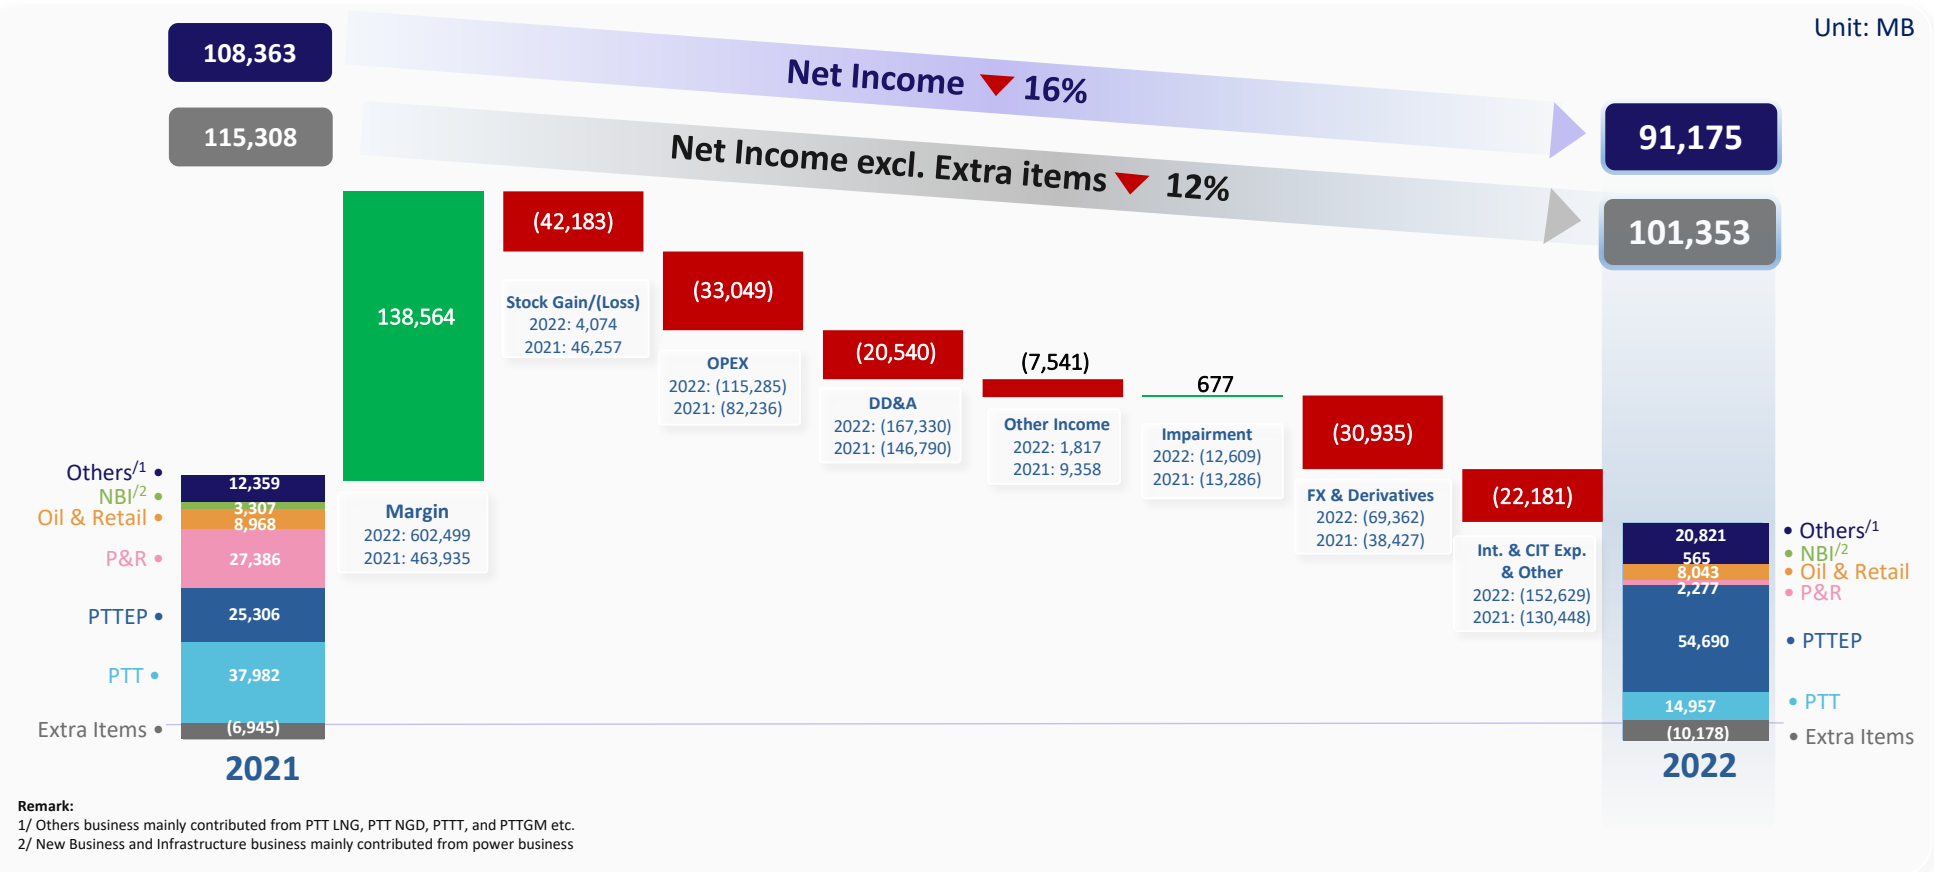 Unit: MB
108,363
Net Income 16%
91,175
115,308
Net Income excl. Extra items 12%
101,353
138,564
Margin
2022: 602,499
2021: 463,935
(42,183)
Stock Gain/(Loss)
2022: 4,074
2021: 46,257
(33,049)
OPEX
2022: (115,285)
2021: (82,236)
(20,540)
DD&A
2022: (167,330)
2021: (146,790)
(7,541)
Other Income
2022: 1,817
2021: 9,358
677
Impairment
2022: (12,609)
2021: (13,286)
(30,935)
FX & Derivatives
2022: (69,362)
2021: (38,427)
(22,181)
Int. & CIT Exp.
& Other
2022: (152,629)
2021: (130,448)
Others/1 • 12,359
NBI/2 • 3,307
Oil & Retail • 8,968
P&R • 27,386
PTTEP • 25,306
PTT • 37,982
Extra Items • (6,945)
2021
20,821 • Others/1
565 • NBI/2
8,043 • Oil & Retail
2,277 • P&R
54,690 • PTTEP
14,957 • PTT
(10,178) • Extra Items
2022
Remark:
1/ Others business mainly contributed from PTT LNG, PTT NGD, PTTT, and PTTGM etc.
2/ New Business and Infrastructure business mainly contributed from power business